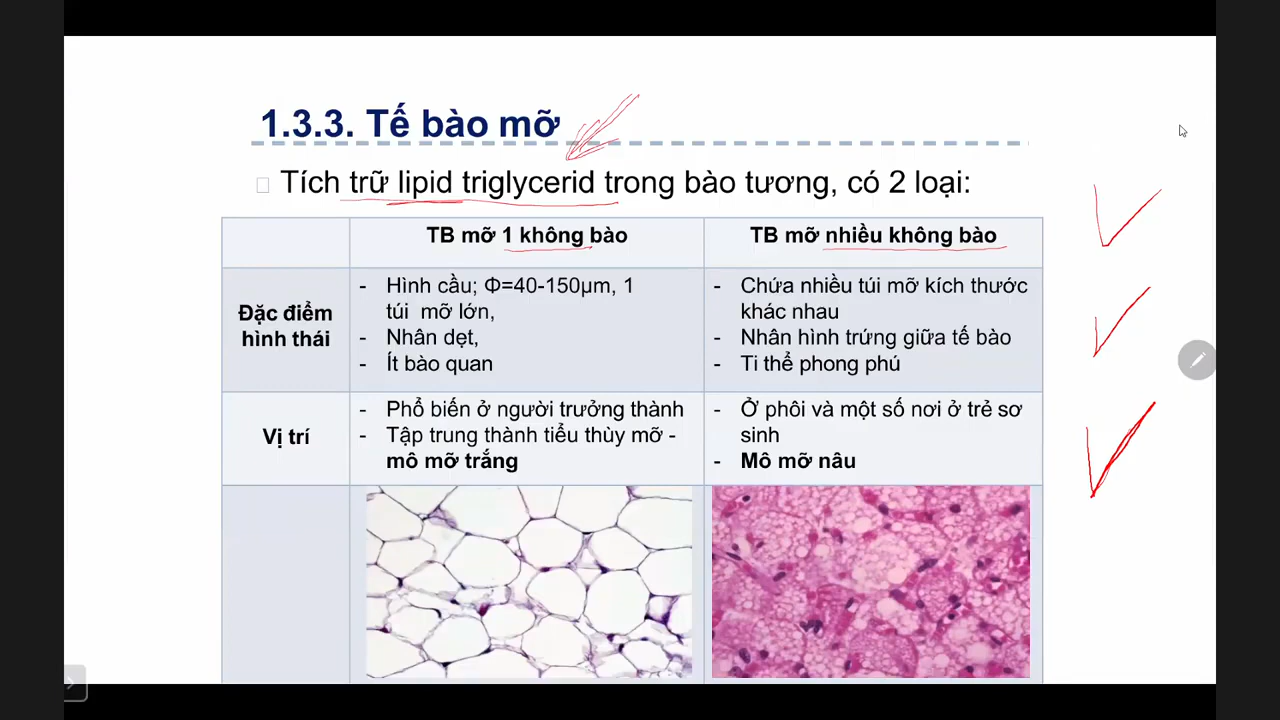 1.3.3. Tế bào mỡ
Tích trữ lipid triglycerid trong bào tương, có 2 loại:
TB mỡ 1 không bào
TB mỡ nhiều không bào
Đặc điểm
hình thái
- Hình cầu; Φ=40-150µm, 1
túi mỡ lớn,
- Nhân dẹt,
- Ít bào quan
- Chứa nhiều túi mỡ kích thước
khác nhau
- Nhân hình trứng giữa tế bào
- Ti thể phong phú
Vị trí
- Phổ biến ở người trưởng thành
- Tập trung thành tiểu thùy mỡ -
mô mỡ trắng
- Ở phôi và một số nơi ở trẻ sơ
sinh
- Mô mỡ nâu